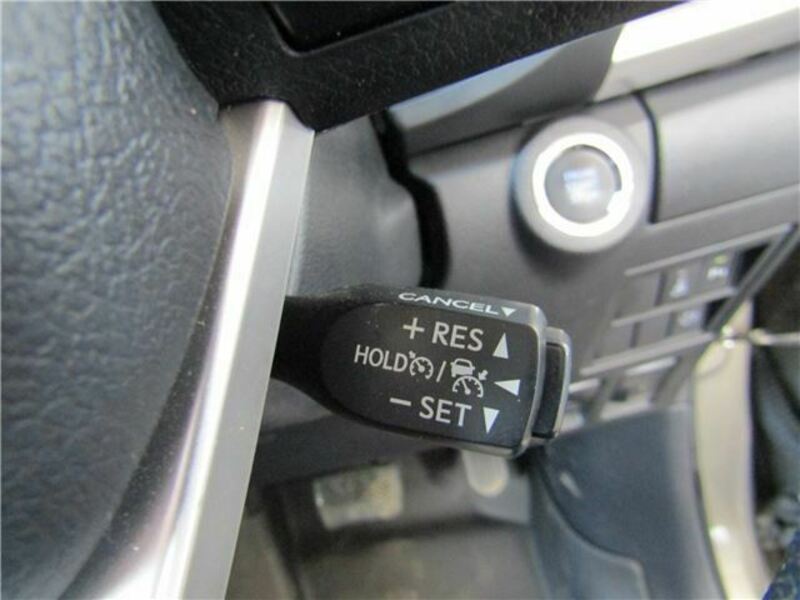 CANCEL▼
+ RES ▲
HOLD / ◀
− SET ▼